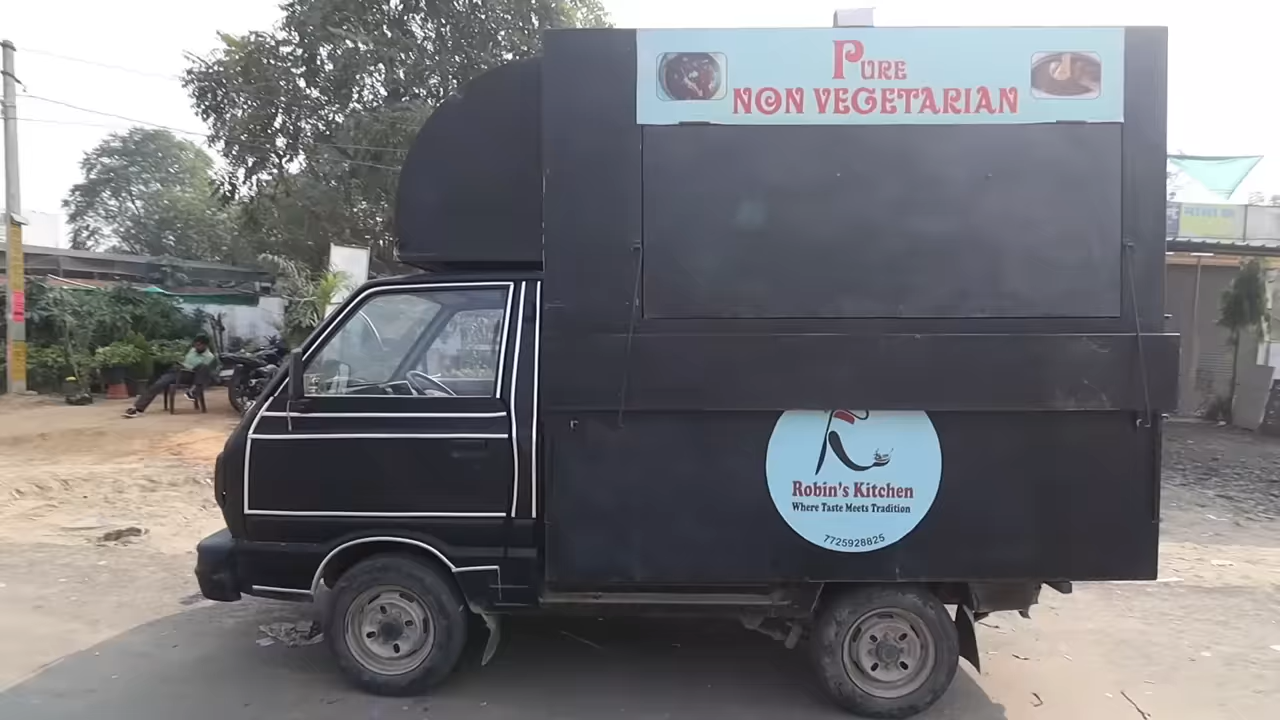 PURE
NON VEGETARIAN
Robin's Kitchen
Where Taste Meets Tradition
7725928825